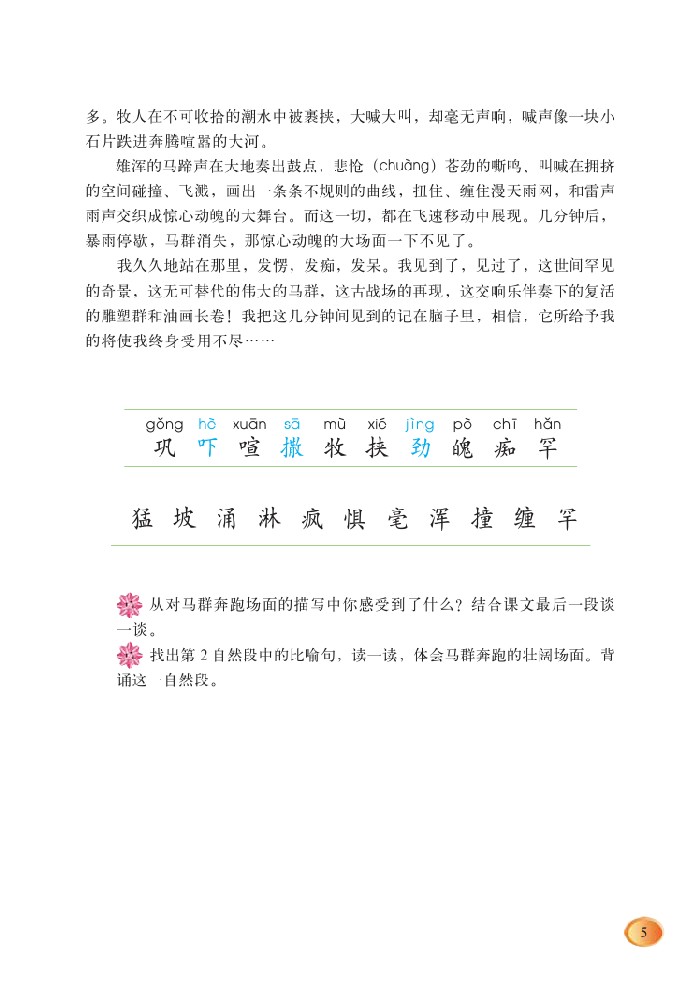 多。牧人在不可收拾的潮水中被裹挟，大喊大叫，却毫无声响，喊声像一块小
石片跌进奔腾喧嚣的大河。
雄浑的马蹄声在大地奏出鼓点，悲怆（chuàng）苍劲的嘶鸣、叫喊在拥挤
的空间碰撞、飞溅，画出一条条不规则的曲线，扭住、缠住漫天雨网，和雷声
雨声交织成惊心动魄的大舞台。而这一切，都在飞速移动中展现。几分钟后，
暴雨停歇，马群消失，那惊心动魄的大场面一下不见了。
我久久地站在那里，发愣，发痴，发呆。我见到了，见过了，这世间罕见
的奇景，这无可替代的伟大的马群，这古战场的再现，这交响乐伴奏下的复活
的雕塑群和油画长卷！我把这几分钟间见到的记在脑子里，相信，它所给予我
的将使我终身受用不尽……
gǒng hè xuān sā mù xié jìng pò chī hǎn
巩 吓 喧 撒 牧 挟 劲 魄 痴 罕
猛 坡 涌 淋 疯 惧 毫 浑 撞 缠 罕
从对马群奔跑场面的描写中你感受到了什么？结合课文最后一段谈
一谈。
找出第 2 自然段中的比喻句，读一读，体会马群奔跑的壮阔场面。背
诵这一自然段。
5